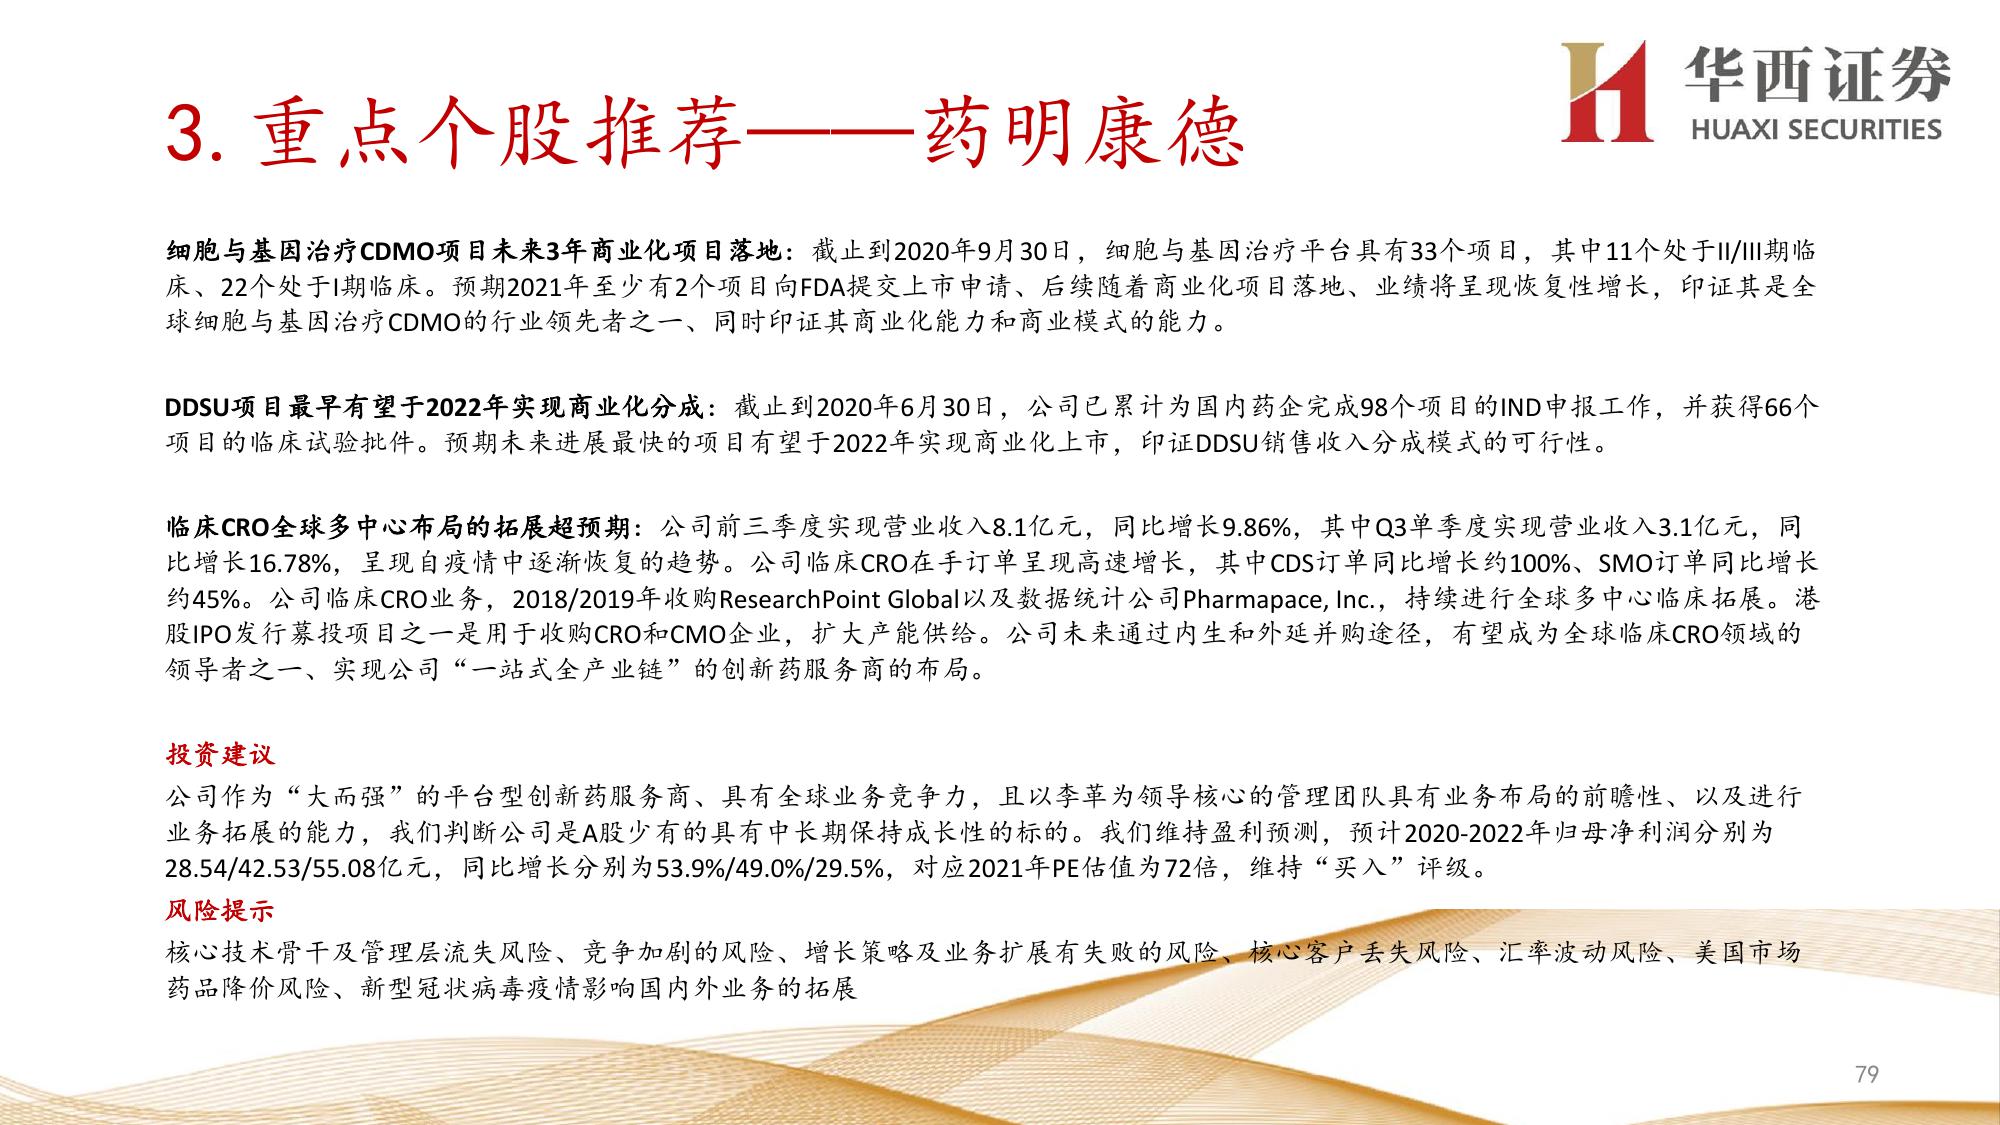 华西证券
HUAXI SECURITIES
3. 重点个股推荐——药明康德
细胞与基因治疗CDMO项目未来3年商业化项目落地：截止到2020年9月30日，细胞与基因治疗平台具有33个项目，其中11个处于II/III期临
床、22个处于I期临床。预期2021年至少有2个项目向FDA提交上市申请、后续随着商业化项目落地、业绩将呈现恢复性增长，印证其是全
球细胞与基因治疗CDMO的行业领先者之一、同时印证其商业化能力和商业模式的能力。
DDSU项目最早有望于2022年实现商业化分成：截止到2020年6月30日，公司已累计为国内药企完成98个项目的IND申报工作，并获得66个
项目的临床试验批件。预期未来进展最快的项目有望于2022年实现商业化上市，印证DDSU销售收入分成模式的可行性。
临床CRO全球多中心布局的拓展超预期：公司前三季度实现营业收入8.1亿元，同比增长9.86%，其中Q3单季度实现营业收入3.1亿元，同
比增长16.78%，呈现自疫情中逐渐恢复的趋势。公司临床CRO在手订单呈现高速增长，其中CDS订单同比增长约100%、SMO订单同比增长
约45%。公司临床CRO业务，2018/2019年收购ResearchPoint Global以及数据统计公司Pharmapace, Inc.，持续进行全球多中心临床拓展。港
股IPO发行募投项目之一是用于收购CRO和CMO企业，扩大产能供给。公司未来通过内生和外延并购途径，有望成为全球临床CRO领域的
领导者之一、实现公司“一站式全产业链”的创新药服务商的布局。
投资建议
公司作为“大而强”的平台型创新药服务商、具有全球业务竞争力，且以李革为领导核心的管理团队具有业务布局的前瞻性、以及进行
业务拓展的能力，我们判断公司是A股少有的具有中长期保持成长性的标的。我们维持盈利预测，预计2020-2022年归母净利润分别为
28.54/42.53/55.08亿元，同比增长分别为53.9%/49.0%/29.5%，对应2021年PE估值为72倍，维持“买入”评级。
风险提示
核心技术骨干及管理层流失风险、竞争加剧的风险、增长策略及业务扩展有失败的风险、核心客户丢失风险、汇率波动风险、美国市场
药品降价风险、新型冠状病毒疫情影响国内外业务的拓展
79